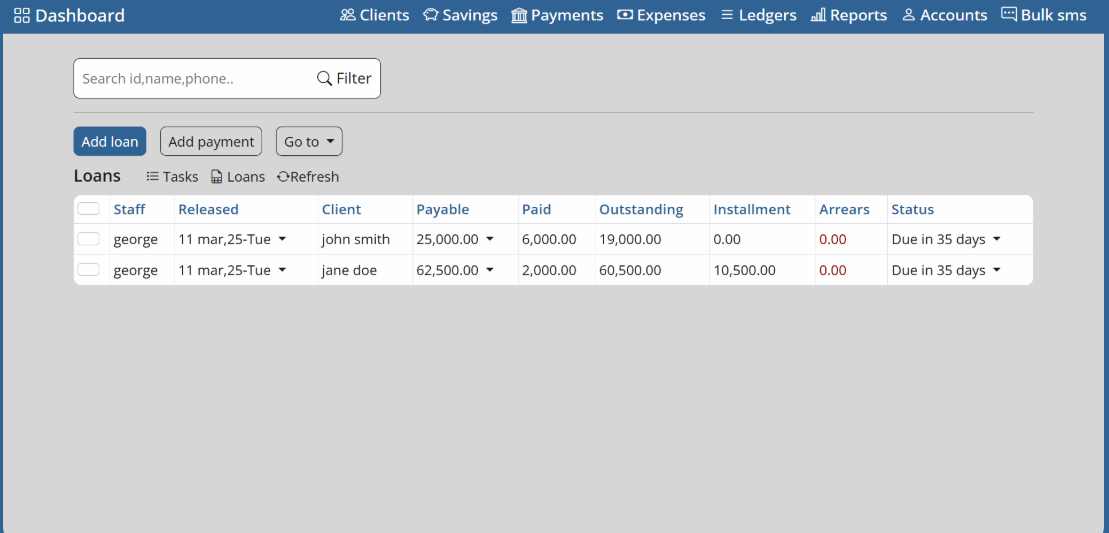 Dashboard Clients Savings Payments Expenses Ledgers Reports Accounts Bulk sms
Search id,name,phone.. Filter
Add loan Add payment Go to
Loans Tasks Loans Refresh
Staff Released Client Payable Paid Outstanding Installment Arrears Status
george 11 mar,25-Tue john smith 25,000.00 6,000.00 19,000.00 0.00 0.00 Due in 35 days
george 11 mar,25-Tue jane doe 62,500.00 2,000.00 60,500.00 10,500.00 0.00 Due in 35 days